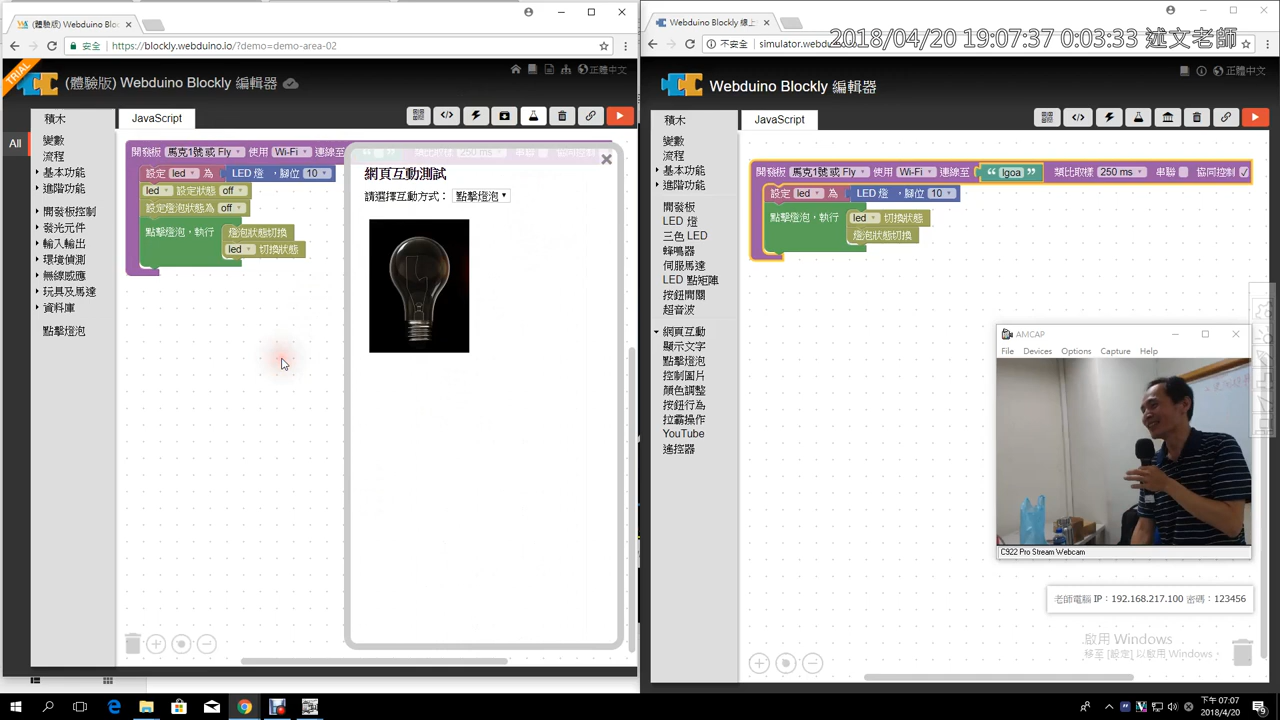 (體驗版) Webduino Blockly
安全 https://blockly.webduino.io/?demo=demo-area-02
TRIAL
正體中文
(體驗版) Webduino Blockly 編輯器
All
積木
變數
流程
基本功能
進階功能
開發板控制
發光元件
輸入輸出
環境偵測
無線感應
玩具及馬達
資料庫
點擊燈泡
JavaScript
開發板 馬克1號 或 Fly 使用 Wi-Fi 連線至
設定 led 為 LED 燈 ，腳位 10
led 設定狀態 off
設定燈泡狀態為 off
點擊燈泡，執行 燈泡狀態切換
led 切換狀態
網頁互動測試
請選擇互動方式： 點擊燈泡
Webduino Blockly 線上
不安全 simulator.webdu
2018/04/20 19:07:37 0:03:33 述文老師
正體中文
Webduino Blockly 編輯器
積木
變數
流程
基本功能
進階功能
開發板
LED 燈
三色 LED
蜂鳴器
伺服馬達
LED 點矩陣
按鈕開關
超音波
網頁互動
顯示文字
點擊燈泡
控制圖片
顏色調整
按鈕行為
拉霸操作
YouTube
遙控器
JavaScript
開發板 馬克1號 或 Fly 使用 Wi-Fi 連線至 “ lgoa ” 類比取樣 250 ms 串聯 協同控制
設定 led 為 LED 燈 ，腳位 10
點擊燈泡，執行 led 切換狀態
燈泡狀態切換
AMCAP
File Devices Options Capture Help
C922 Pro Stream Webcam
老師電腦 IP：192.168.217.100 密碼：123456
啟用 Windows
移至 [設定] 以啟用 Windows。
下午 07:07
2018/4/20